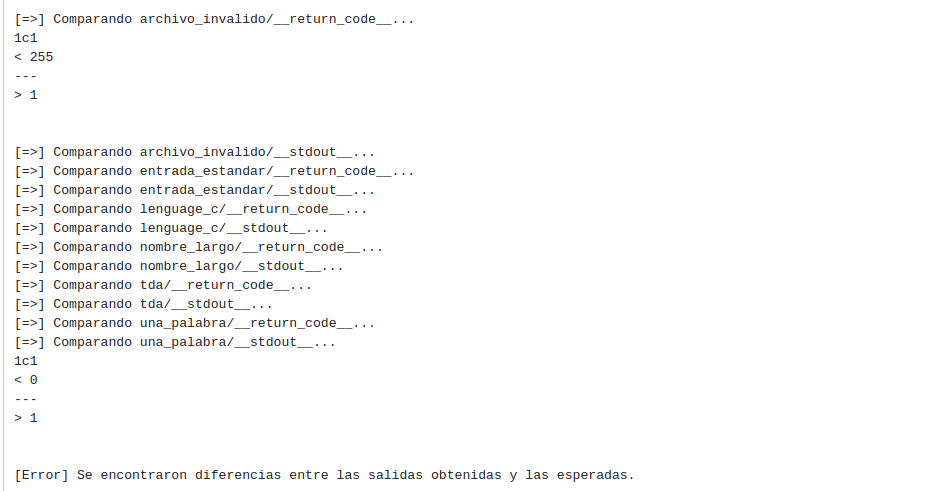 [=>] Comparando archivo_invalido/__return_code__...
1c1
< 255
---
> 1
[=>] Comparando archivo_invalido/__stdout__...
[=>] Comparando entrada_estandar/__return_code__...
[=>] Comparando entrada_estandar/__stdout__...
[=>] Comparando lenguage_c/__return_code__...
[=>] Comparando lenguage_c/__stdout__...
[=>] Comparando nombre_largo/__return_code__...
[=>] Comparando nombre_largo/__stdout__...
[=>] Comparando tda/__return_code__...
[=>] Comparando tda/__stdout__...
[=>] Comparando una_palabra/__return_code__...
[=>] Comparando una_palabra/__stdout__...
1c1
< 0
---
> 1
[Error] Se encontraron diferencias entre las salidas obtenidas y las esperadas.